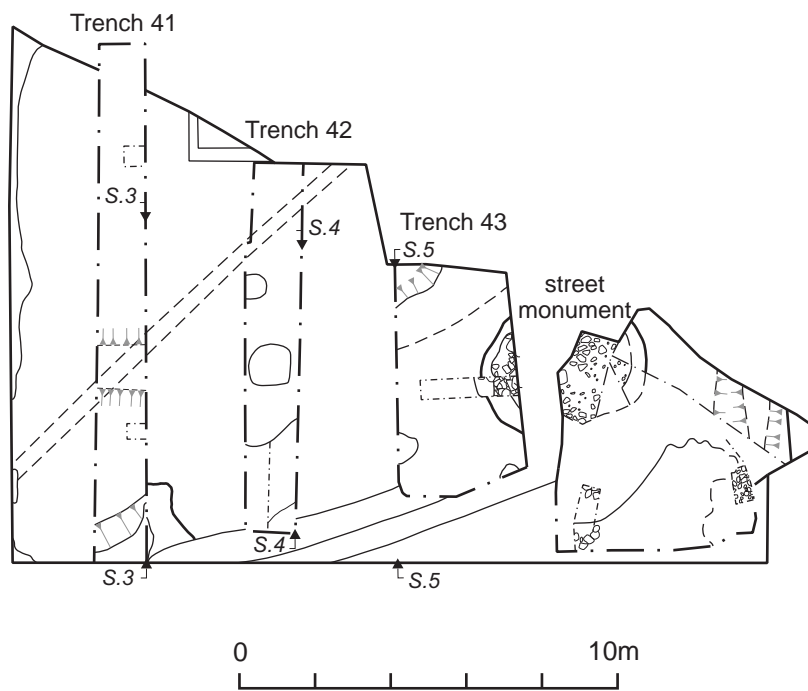 Trench 41
Trench 42
S.3
S.4
Trench 43
S.5
street
monument
S.4
S.3
S.5
0
10m